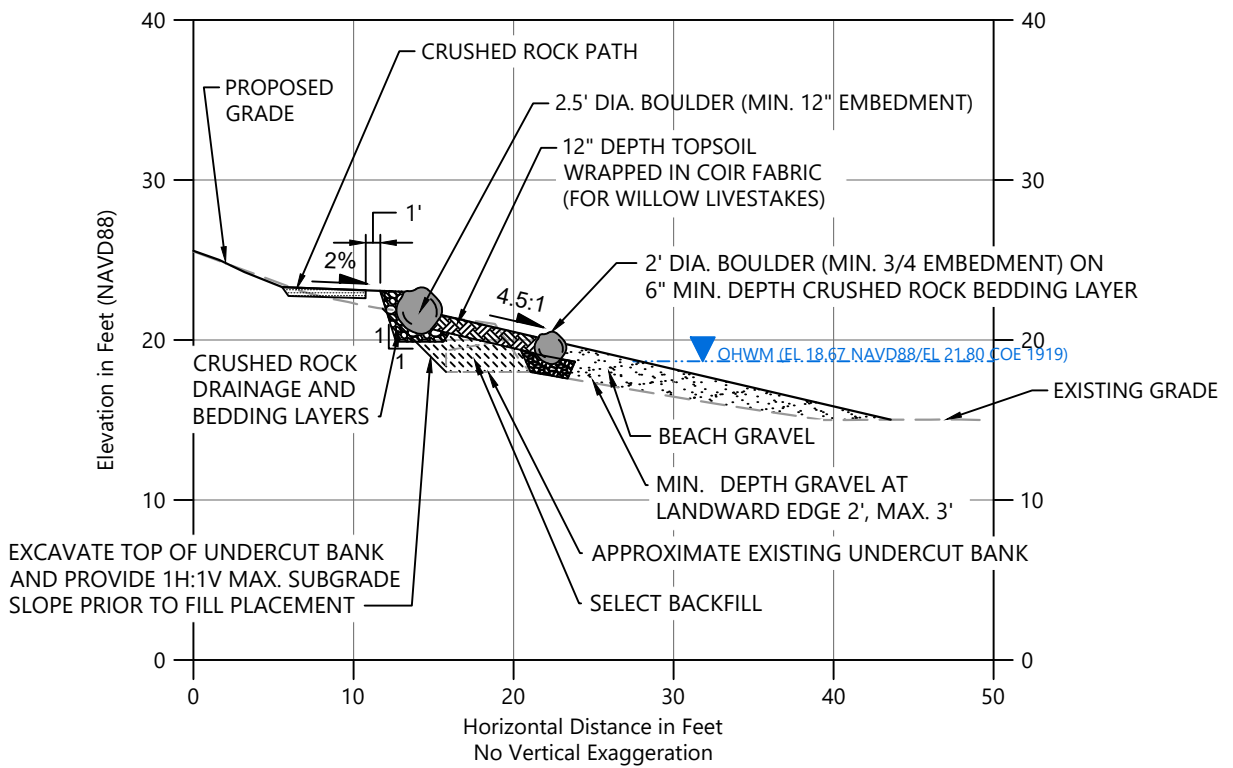 40
40
CRUSHED ROCK PATH
PROPOSED
GRADE
2.5' DIA. BOULDER (MIN. 12" EMBEDMENT)
12" DEPTH TOPSOIL
WRAPPED IN COIR FABRIC
(FOR WILLOW LIVESTAKES)
30
30
1'
2%
2' DIA. BOULDER (MIN. 3/4 EMBEDMENT) ON
6" MIN. DEPTH CRUSHED ROCK BEDDING LAYER
4.5:1
Elevation in Feet (NAVD88)
20
20
1
1
OHWM (EL 18.67 NAVD88/EL 21.80 COE 1919)
CRUSHED ROCK
DRAINAGE AND
BEDDING LAYERS
EXISTING GRADE
BEACH GRAVEL
MIN. DEPTH GRAVEL AT
LANDWARD EDGE 2', MAX. 3'
10
10
EXCAVATE TOP OF UNDERCUT BANK
AND PROVIDE 1H:1V MAX. SUBGRADE
SLOPE PRIOR TO FILL PLACEMENT
APPROXIMATE EXISTING UNDERCUT BANK
SELECT BACKFILL
0
0
0 10 20 30 40 50
Horizontal Distance in Feet
No Vertical Exaggeration